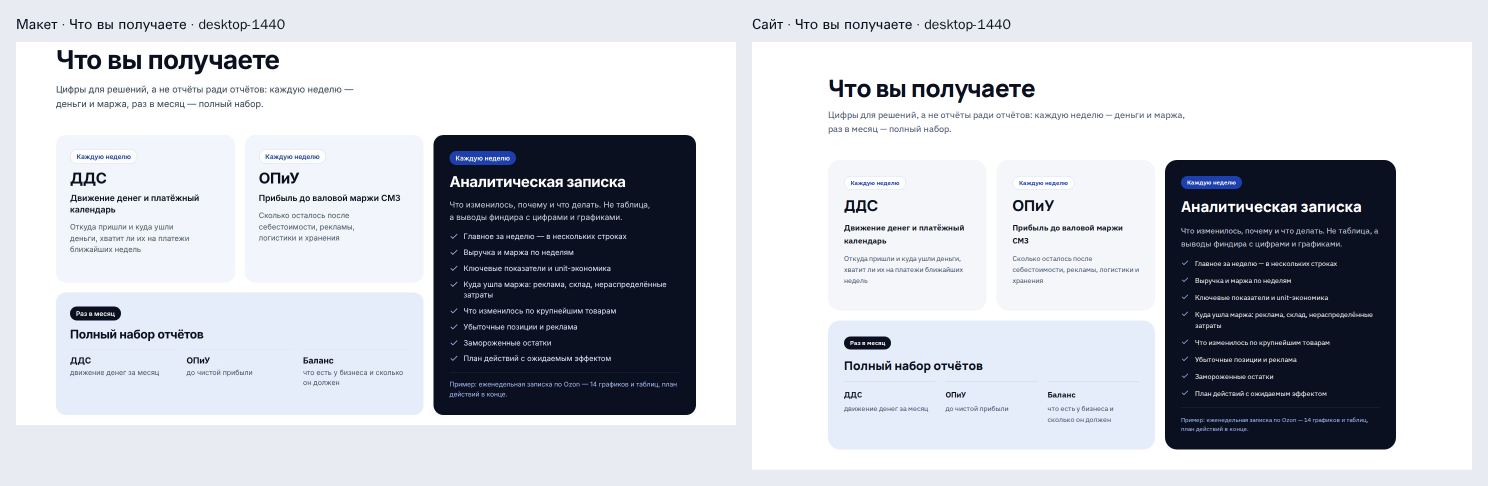 Макет · Что вы получаете · desktop-1440
Что вы получаете
Цифры для решений, а не отчёты ради отчётов: каждую неделю —
деньги и маржа, раз в месяц — полный набор.
Каждую неделю
ДДС
Движение денег и платёжный
календарь
Откуда пришли и куда ушли
деньги, хватит ли их на платежи
ближайших недель
Каждую неделю
ОПиУ
Прибыль до валовой маржи СМ3
Сколько осталось после
себестоимости, рекламы,
логистики и хранения
Раз в месяц
Полный набор отчётов
ДДС
движение денег за месяц
ОПиУ
до чистой прибыли
Баланс
что есть у бизнеса и сколько
он должен
Каждую неделю
Аналитическая записка
Что изменилось, почему и что делать. Не таблица,
а выводы финдира с цифрами и графиками.
Главное за неделю — в нескольких строках
Выручка и маржа по неделям
Ключевые показатели и unit-экономика
Куда ушла маржа: реклама, склад, нераспределённые
затраты
Что изменилось по крупнейшим товарам
Убыточные позиции и реклама
Замороженные остатки
План действий с ожидаемым эффектом
Пример: еженедельная записка по Ozon — 14 графиков и таблиц, план
действий в конце.
Сайт · Что вы получаете · desktop-1440
Что вы получаете
Цифры для решений, а не отчёты ради отчётов: каждую неделю — деньги и маржа,
раз в месяц — полный набор.
Каждую неделю
ДДС
Движение денег и платёжный
календарь
Откуда пришли и куда ушли деньги,
хватит ли их на платежи ближайших
недель
Каждую неделю
ОПиУ
Прибыль до валовой маржи
СМ3
Сколько осталось после
себестоимости, рекламы, логистики и
хранения
Раз в месяц
Полный набор отчётов
ДДС
движение денег за месяц
ОПиУ
до чистой прибыли
Баланс
что есть у бизнеса и
сколько он должен
Каждую неделю
Аналитическая записка
Что изменилось, почему и что делать. Не таблица, а
выводы финдира с цифрами и графиками.
Главное за неделю — в нескольких строках
Выручка и маржа по неделям
Ключевые показатели и unit-экономика
Куда ушла маржа: реклама, склад, нераспределённые
затраты
Что изменилось по крупнейшим товарам
Убыточные позиции и реклама
Замороженные остатки
План действий с ожидаемым эффектом
Пример: еженедельная записка по Ozon — 14 графиков и таблиц,
план действий в конце.